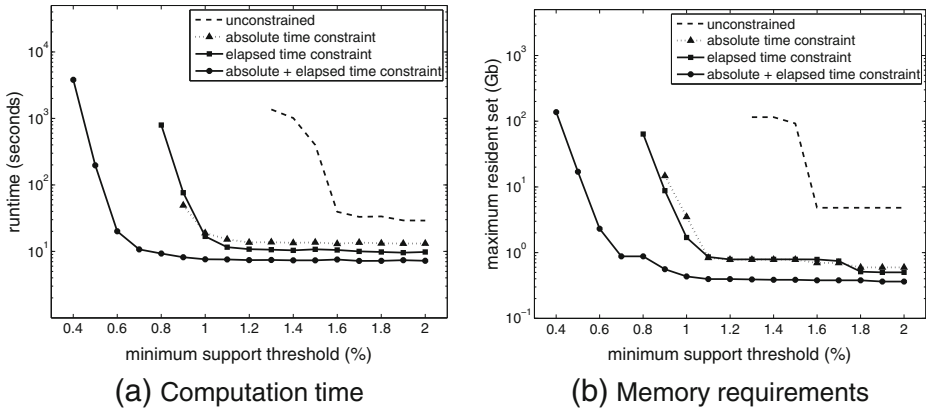 unconstrained
absolute time constraint
elapsed time constraint
absolute + elapsed time constraint
10^4
10^3
10^2
10^1
runtime (seconds)
0.4 0.6 0.8 1 1.2 1.4 1.6 1.8 2
minimum support threshold (%)
(a) Computation time
unconstrained
absolute time constraint
elapsed time constraint
absolute + elapsed time constraint
10^3
10^2
10^1
10^0
10^-1
maximum resident set (Gb)
0.4 0.6 0.8 1 1.2 1.4 1.6 1.8 2
minimum support threshold (%)
(b) Memory requirements